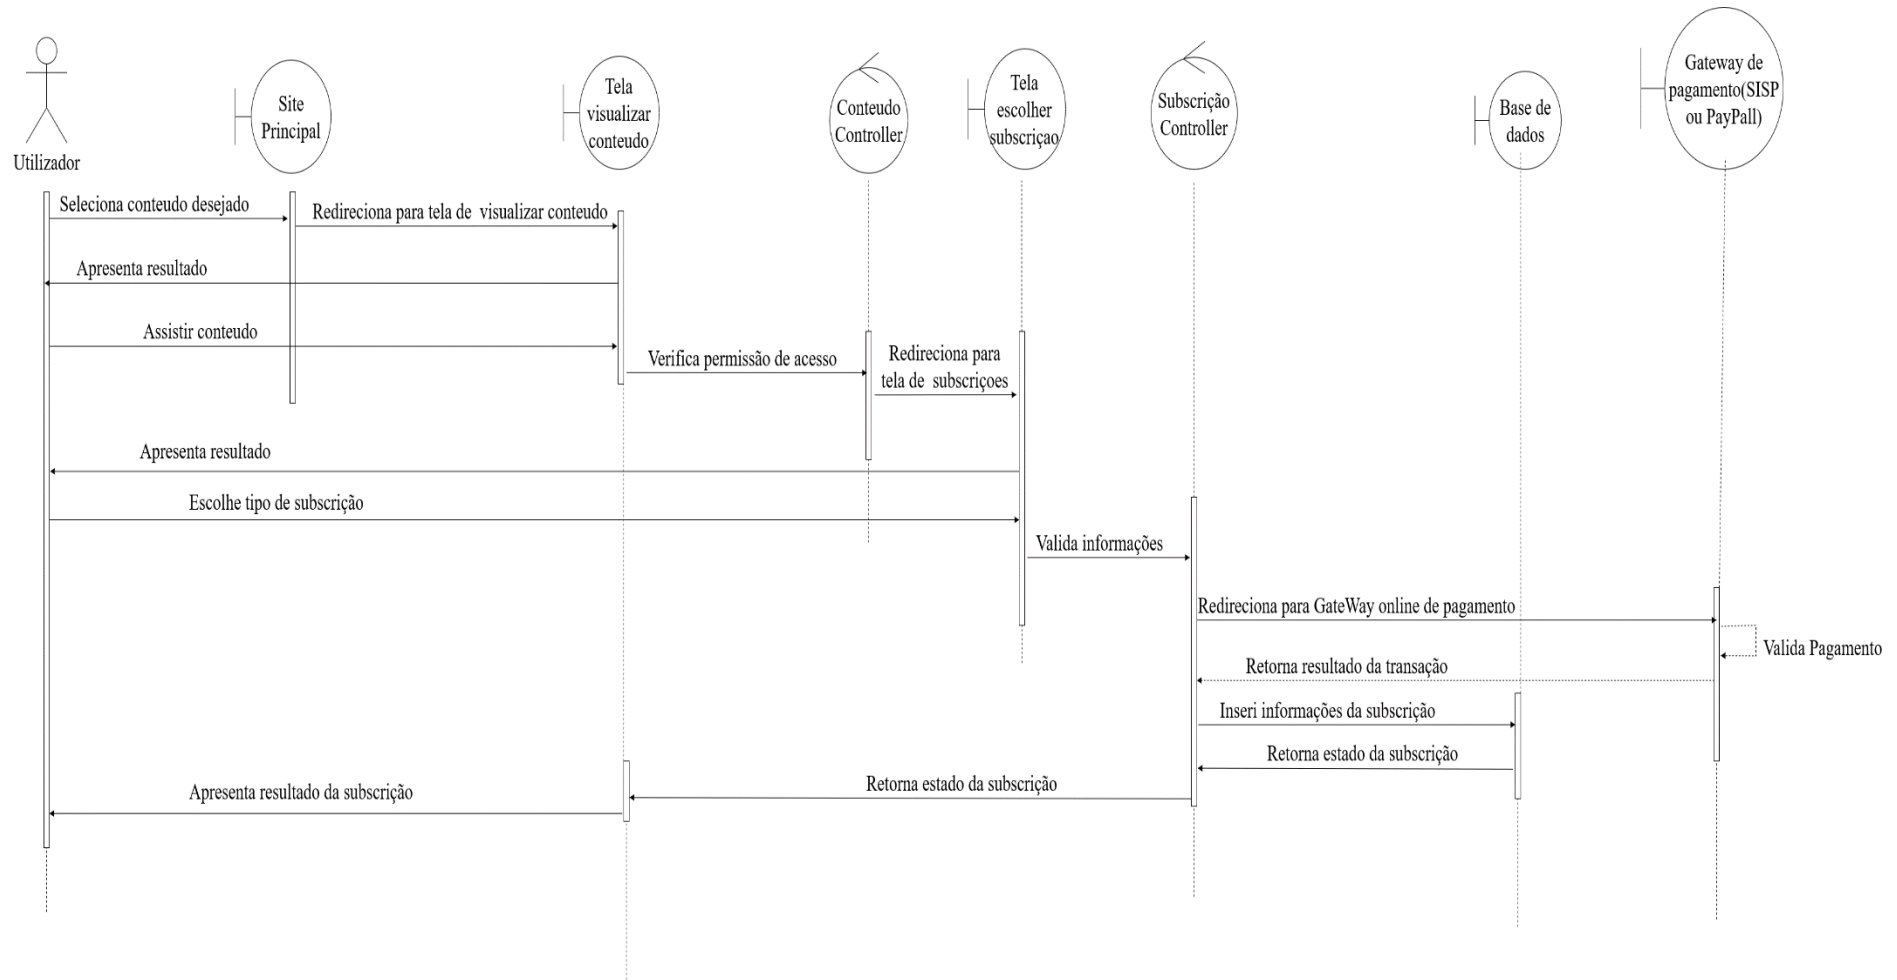 Utilizador
Site
Principal
Tela
visualizar
conteudo
Conteudo
Controller
Tela
escolher
subscriçao
Subscrição
Controller
Base de
dados
Gateway de
pagamento(SISP
ou PayPall)
Seleciona conteudo desejado
Redireciona para tela de visualizar conteudo
Apresenta resultado
Assistir conteudo
Verifica permissão de acesso
Redireciona para
tela de subscriçoes
Apresenta resultado
Escolhe tipo de subscrição
Valida informações
Redireciona para GateWay online de pagamento
Valida Pagamento
Retorna resultado da transação
Inseri informações da subscrição
Retorna estado da subscrição
Retorna estado da subscrição
Apresenta resultado da subscrição